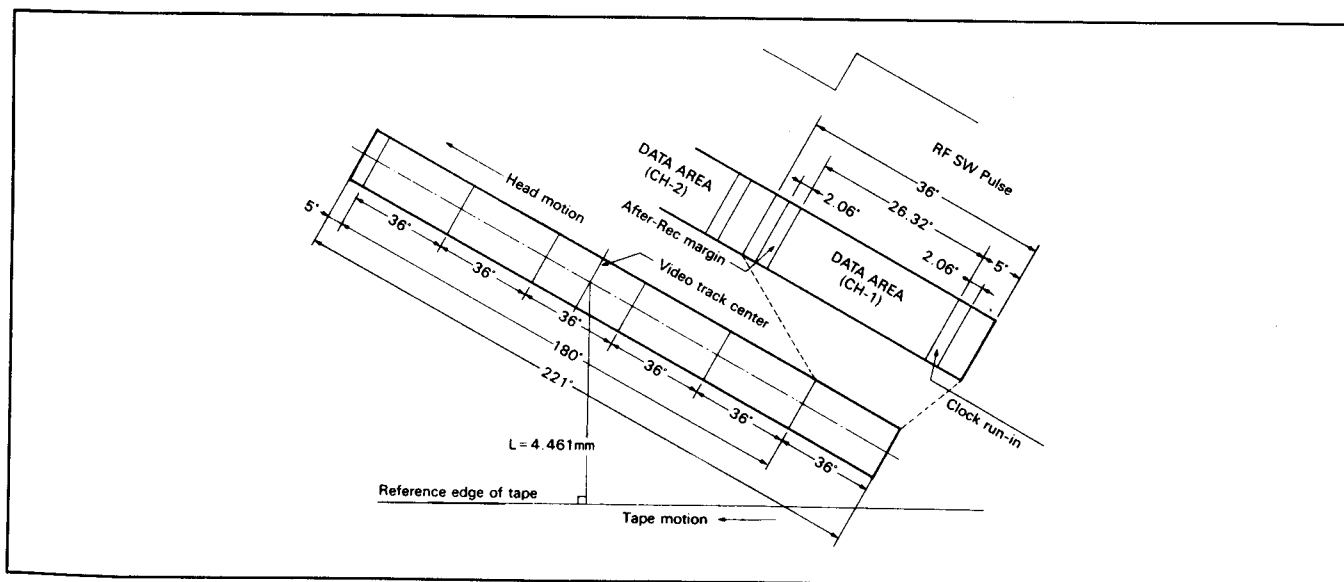 RF SW Pulse
36°
26.32°
2.06°
2.06°
5°
DATA AREA
(CH-2)
DATA AREA
(CH-1)
After-Rec margin
Clock run-in
Head motion
Video track center
5°
36°
36°
36°
36°
36°
36°
180°
221°
L=4.461mm
Reference edge of tape
Tape motion